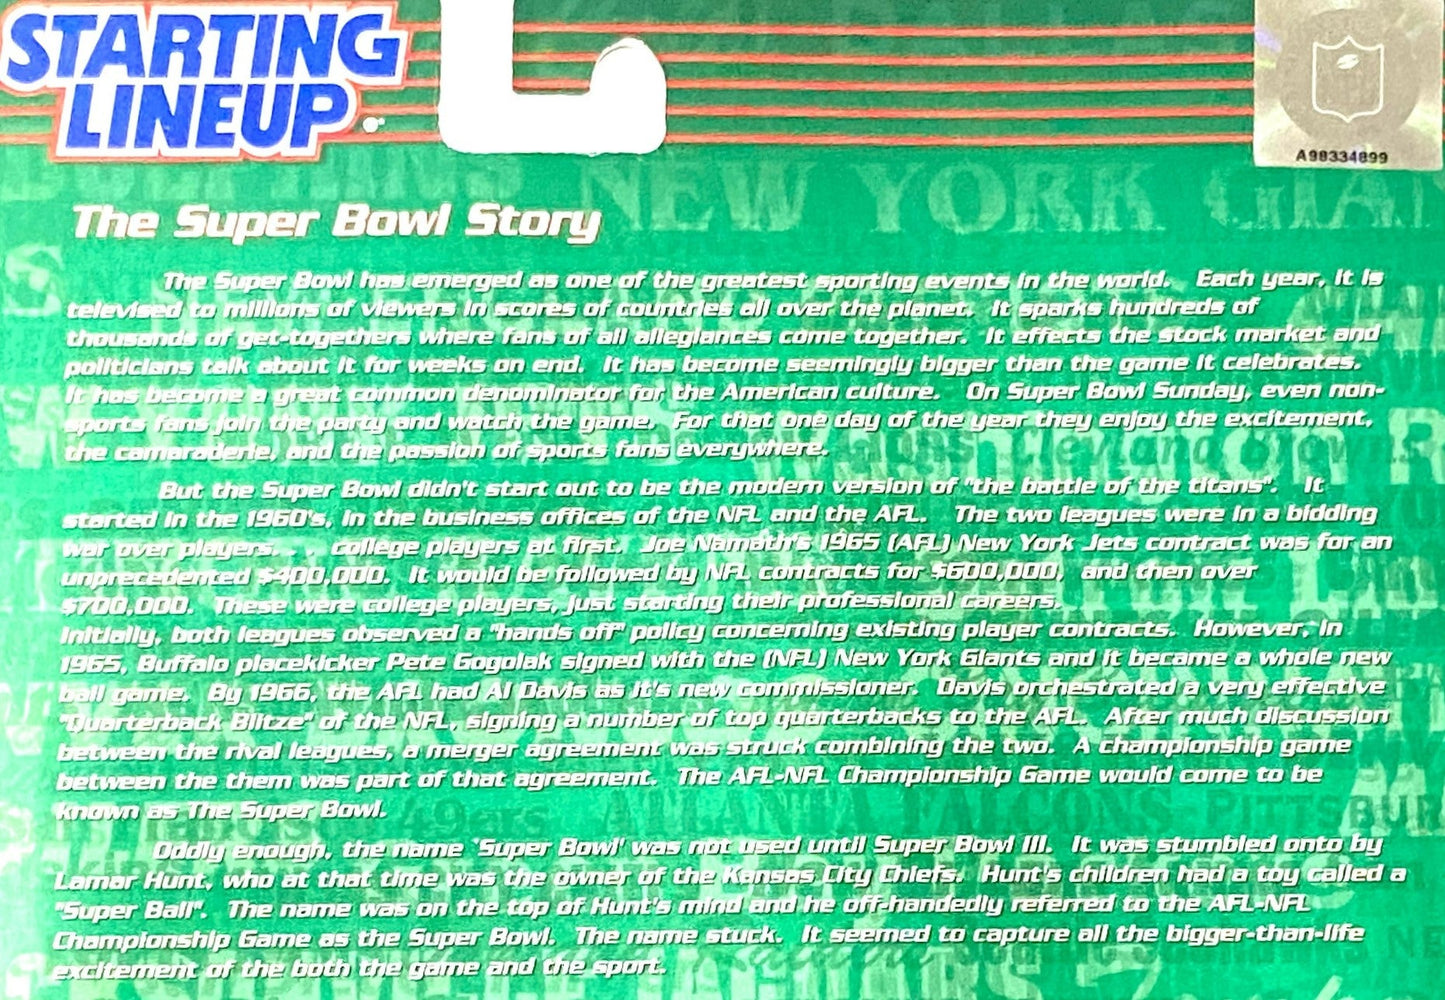 STARTING
LINEUP
A98334899
NEW YORK GIAN
The Super Bowl Story
The Super Bowl has emerged as one of the greatest sporting events in the world. Each year, it is
televised to millions of viewers in scores of countries all over the planet. It sparks hundreds of
thousands of get-togethers where fans of all allegiances come together. It effects the stock market and
politicians talk about it for weeks on end. It has become seemingly bigger than the game it celebrates.
It has become a great common denominator for the American culture. On Super Bowl Sunday, even non-
sports fans join the party and watch the game. For that one day of the year they enjoy the excitement,
the camaraderie, and the passion of sports fans everywhere.
But the Super Bowl didn't start out to be the modern version of "the battle of the titans". It
started in the 1960's, in the business offices of the NFL and the AFL. The two leagues were in a bidding
war over players. . . college players at first. Joe Namath's 1965 (AFL) New York Jets contract was for an
unprecedented $400,000. It would be followed by NFL contracts for $600,000, and then over
$700,000. These were college players, just starting their professional careers.
Initially, both leagues observed a "hands off" policy concerning existing player contracts. However, in
1965, Buffalo placekicker Pete Gogolak signed with the (NFL) New York Giants and it became a whole new
ball game. By 1966, the AFL had Al Davis as it's new commissioner. Davis orchestrated a very effective
"Quarterback Blitze" of the NFL, signing a number of top quarterbacks to the AFL. After much discussion
between the rival leagues, a merger agreement was struck combining the two. A championship game
between the them was part of that agreement. The AFL-NFL Championship Game would come to be
known as The Super Bowl.
49ers ATLANTA FALCONS PITTSBUR
Oddly enough, the name 'Super Bowl' was not used until Super Bowl III. It was stumbled onto by
Lamar Hunt, who at that time was the owner of the Kansas City Chiefs. Hunt's children had a toy called a
"Super Ball". The name was on the top of Hunt's mind and he off-handedly referred to the AFL-NFL
Championship Game as the Super Bowl. The name stuck. It seemed to capture all the bigger-than-life
excitement of the both the game and the sport.